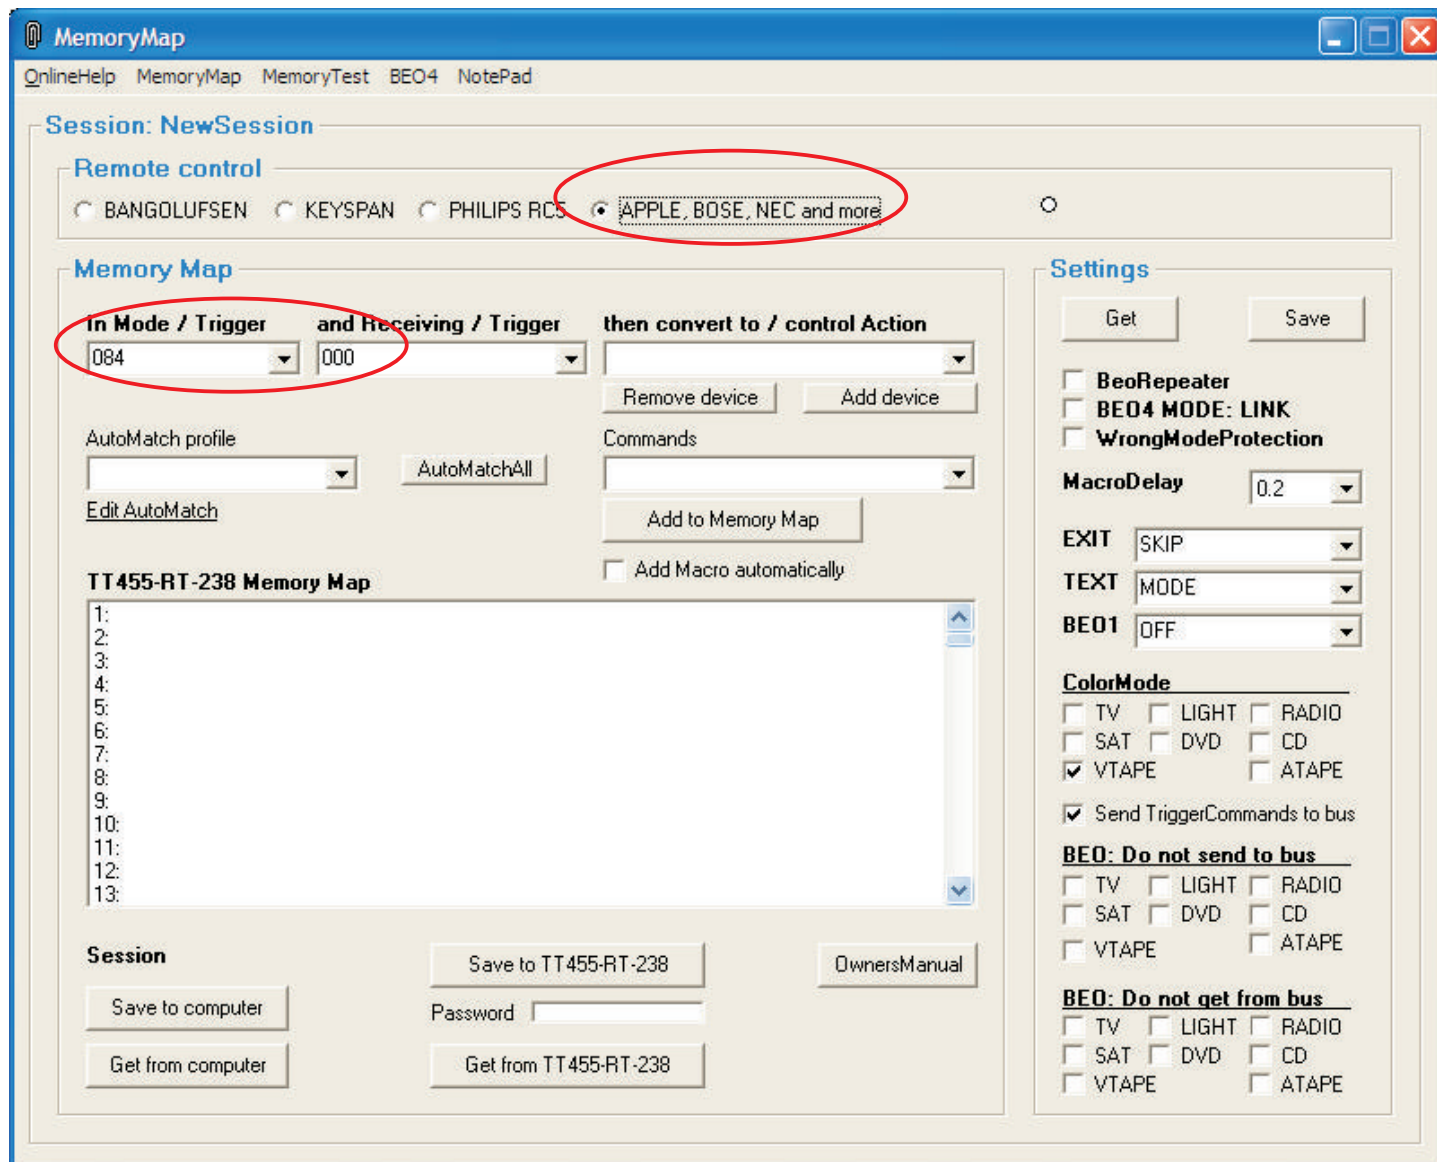 MemoryMap
OnlineHelp MemoryMap MemoryTest BEO4 NotePad
Session: NewSession
Remote control
BANGOLUFSEN KEYSPAN PHILIPS RC5 APPLE, BOSE, NEC and more
Memory Map
In Mode / Trigger and Receiving / Trigger then convert to / control Action
084 000
Remove device Add device
AutoMatch profile Commands
AutoMatchAll
Edit AutoMatch
Add to Memory Map
Add Macro automatically
TT455-RT-238 Memory Map
1:
2:
3:
4:
5:
6:
7:
8:
9:
10:
11:
12:
13:
Session
Save to TT455-RT-238 OwnersManual
Save to computer
Password
Get from computer Get from TT455-RT-238
Settings
Get Save
BeoRepeater
BEO4 MODE: LINK
WrongModeProtection
MacroDelay 0.2
EXIT SKIP
TEXT MODE
BEO1 OFF
ColorMode
TV LIGHT RADIO
SAT DVD CD
VTAPE ATAPE
Send TriggerCommands to bus
BEO: Do not send to bus
TV LIGHT RADIO
SAT DVD CD
VTAPE ATAPE
BEO: Do not get from bus
TV LIGHT RADIO
SAT DVD CD
VTAPE ATAPE